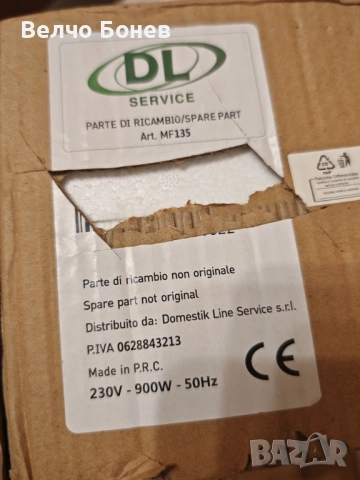 Велчо Бонев
DL
SERVICE
PARTE DI RICAMBIO/SPARE PART
Art. MF135
Parte di ricambio non originale
Spare part not original
Distribuito da: Domestik Line Service s.r.l.
P.IVA 0628843213
Made in P.R.C.
CE
230V - 900W - 50Hz
BAZAR